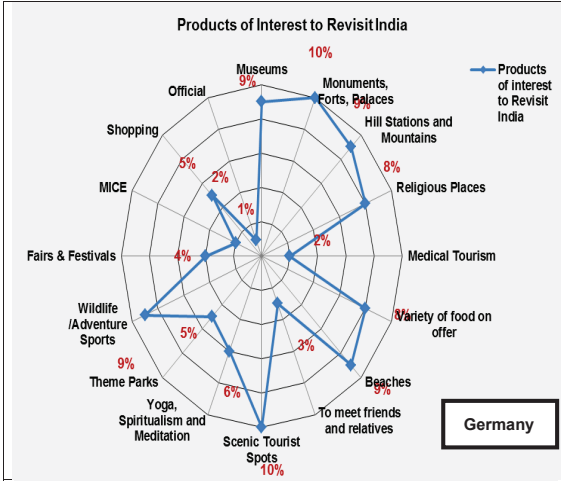 Products of Interest to Revisit India
10%
9%
Museums
Monuments,
Forts, Palaces
9%
Products
of interest
to Revisit
India
Official
Hill Stations and
Mountains
Shopping
5%
2%
8%
MICE
Religious Places
1%
2%
Fairs & Festivals
4%
Medical Tourism
Wildlife
/Adventure
Sports
9%
8%
Variety of food on
offer
5%
3%
Theme Parks
Beaches
9%
6%
Yoga,
Spiritualism and
Meditation
To meet friends
and relatives
Scenic Tourist
Spots
10%
Germany